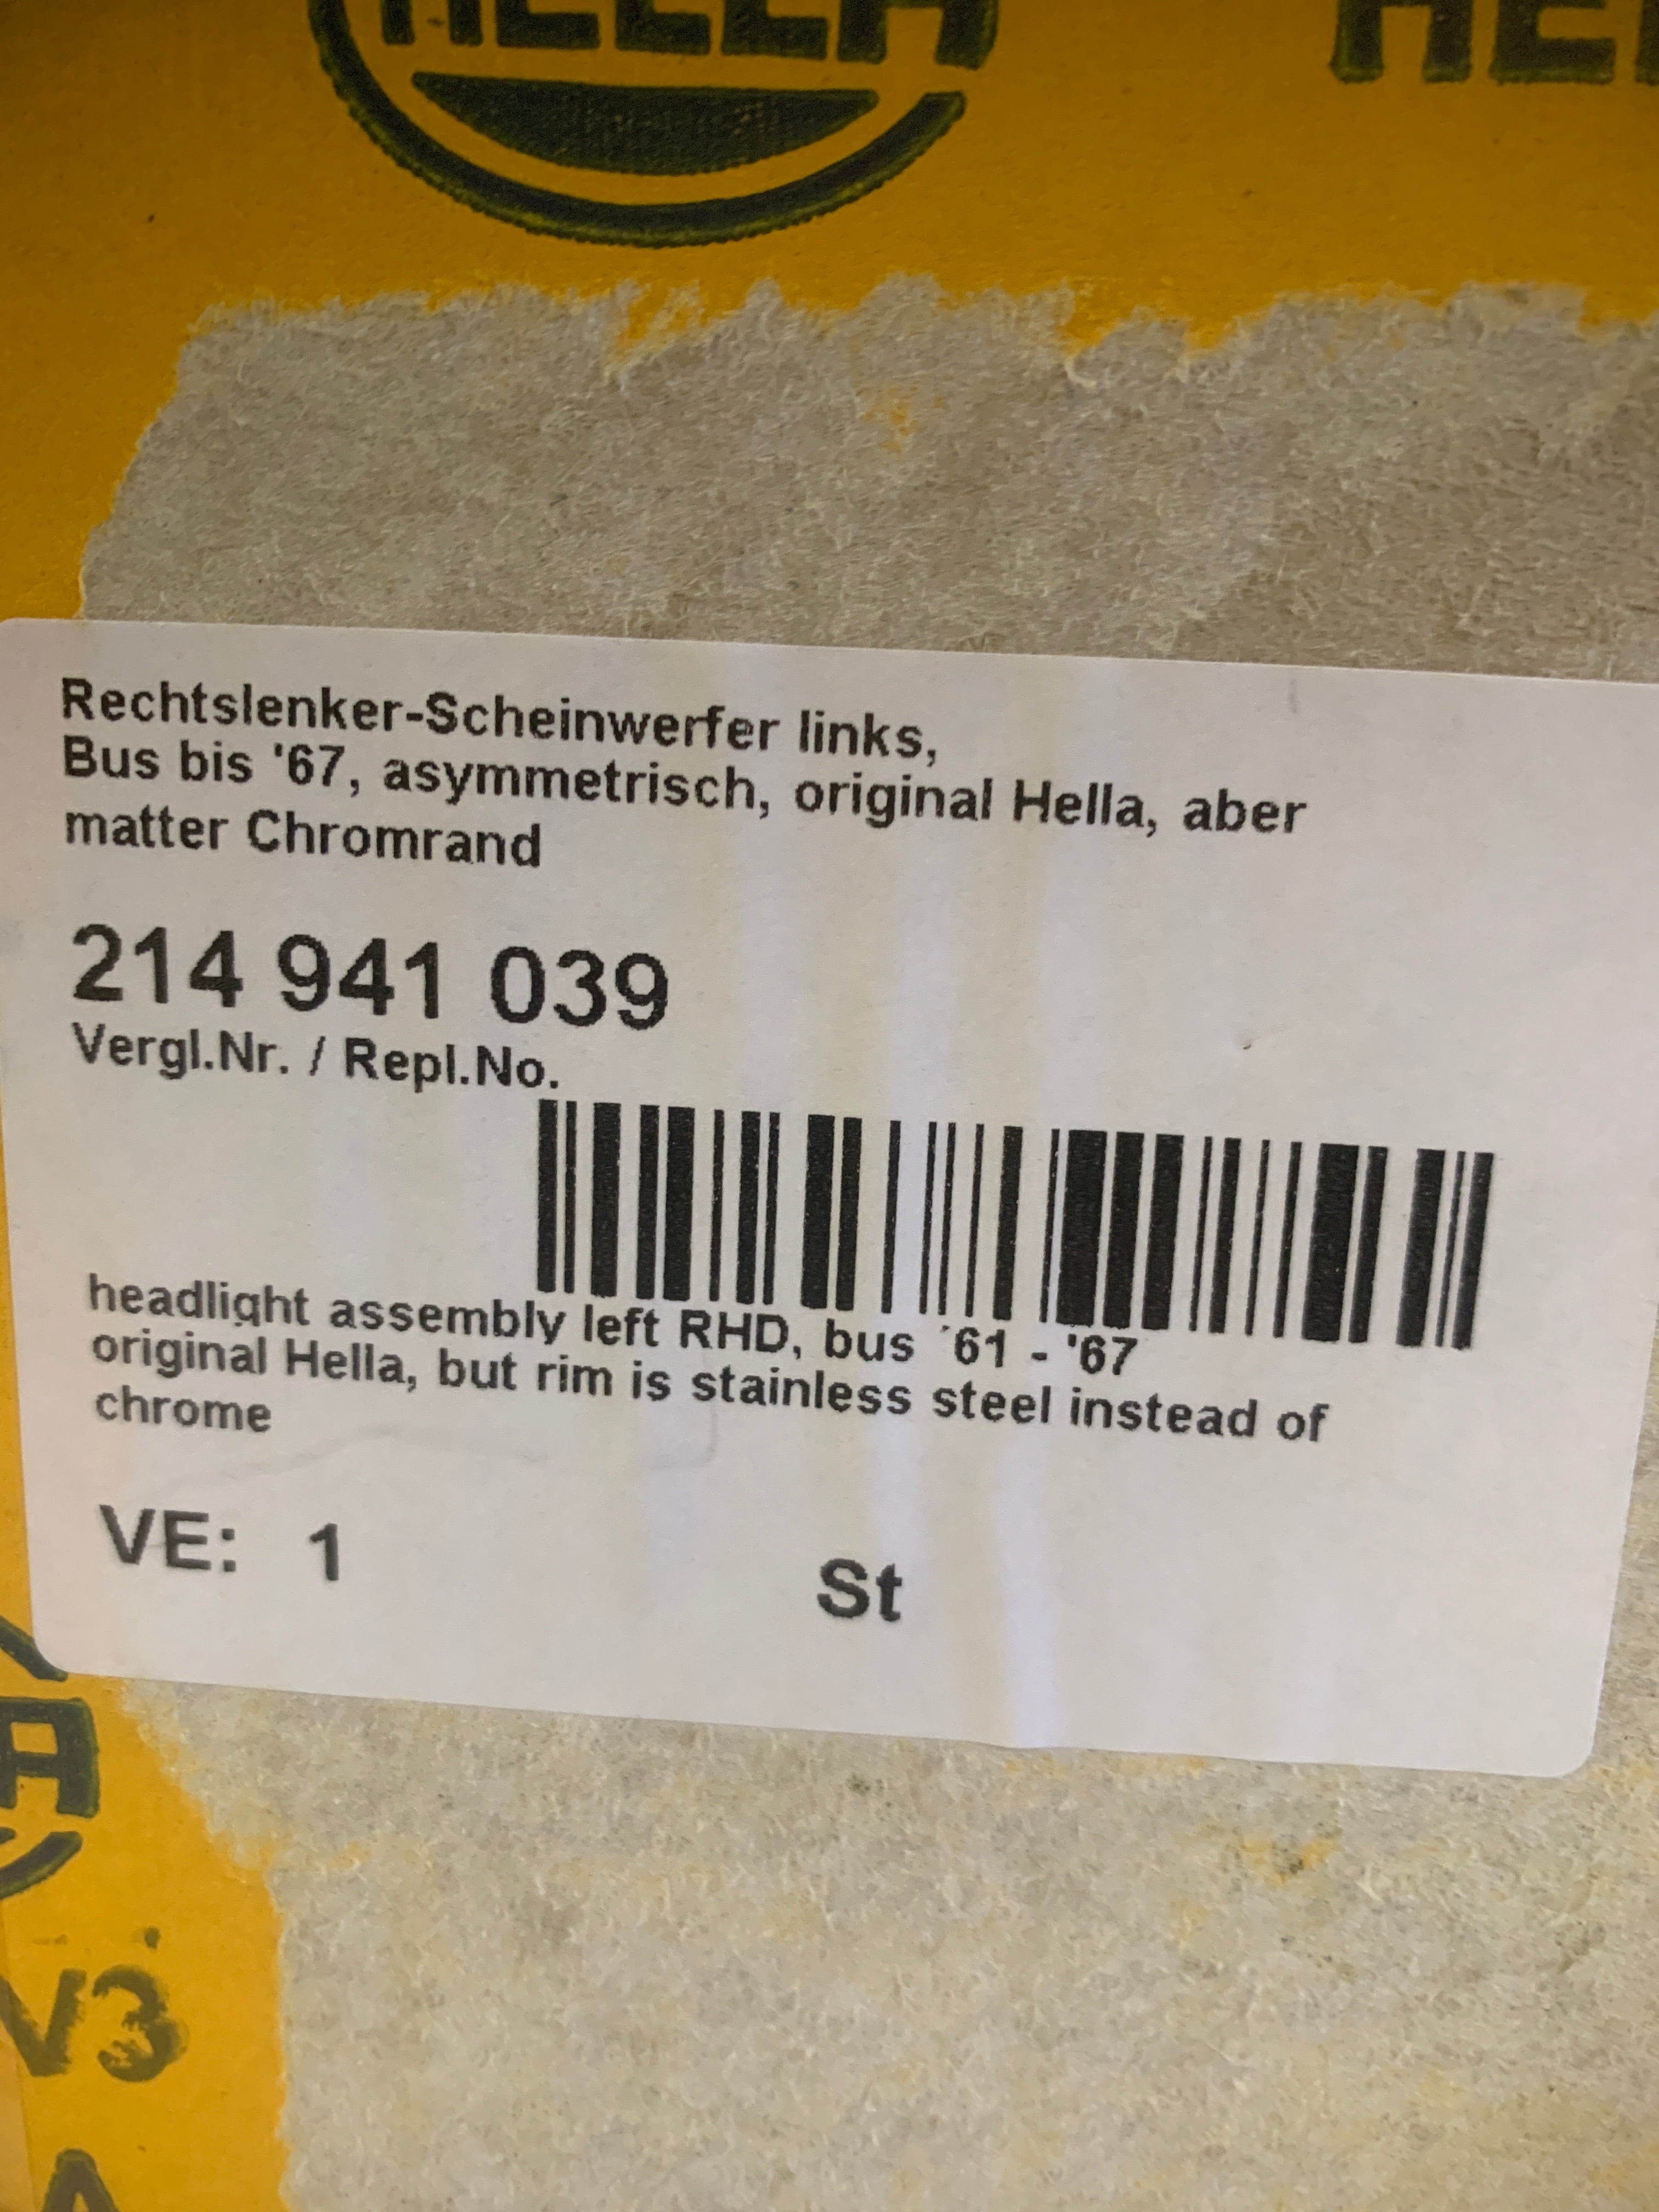 HELLA
Rechtslenker-Scheinwerfer links,
Bus bis '67, asymmetrisch, original Hella, aber
matter Chromrand
214 941 039
Vergl.Nr. / Repl.No.
headlight assembly left RHD, bus ´61 - '67
original Hella, but rim is stainless steel instead of
chrome
VE: 1 St
V3